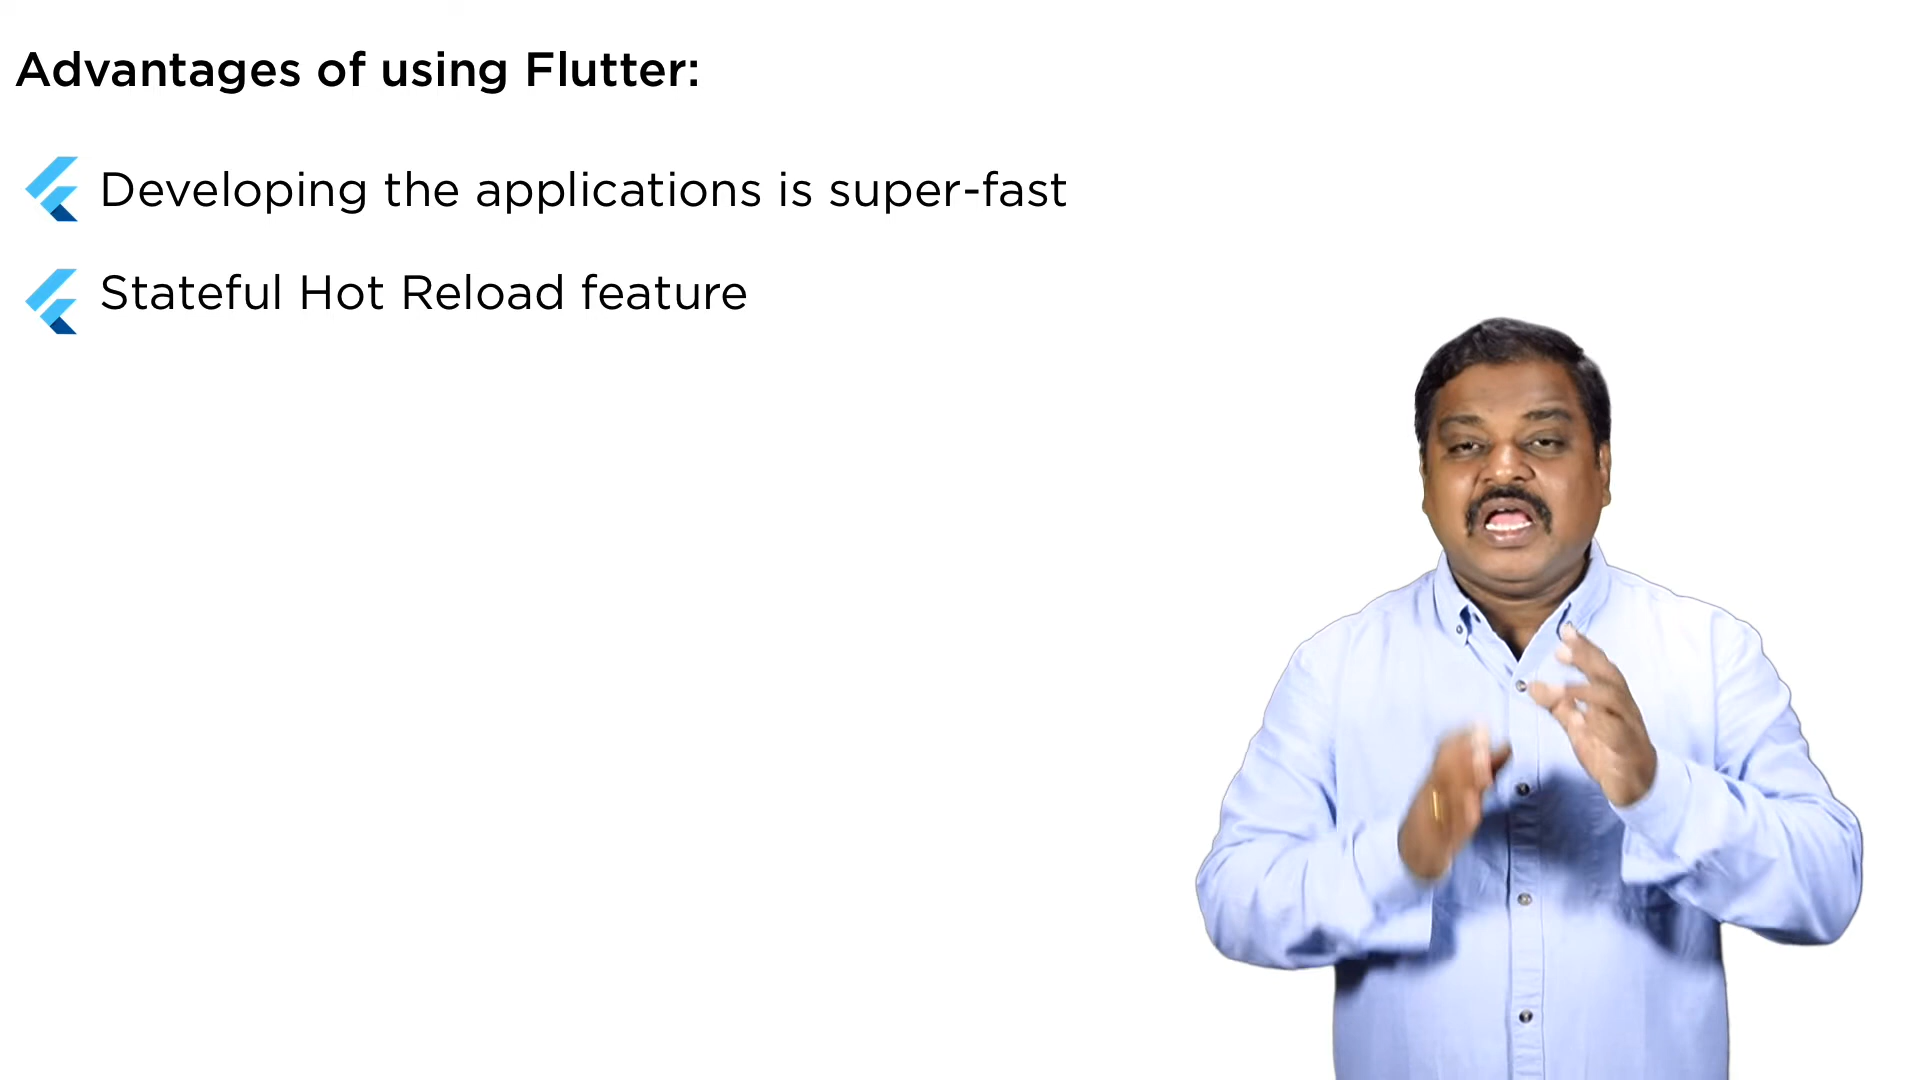 Advantages of using Flutter:
Developing the applications is super-fast
Stateful Hot Reload feature